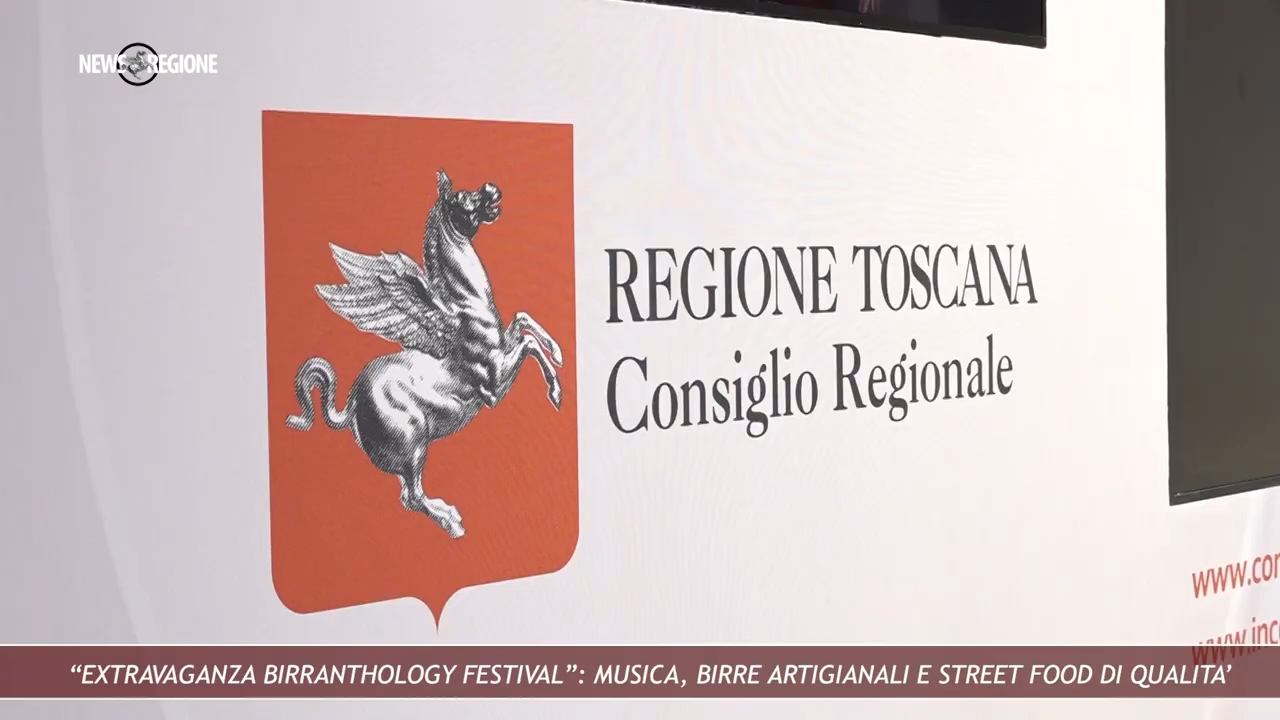 NEWS REGIONE
REGIONE TOSCANA
Consiglio Regionale
“EXTRAVAGANZA BIRRANTHOLOGY FESTIVAL”: MUSICA, BIRRE ARTIGIANALI E STREET FOOD DI QUALITA’